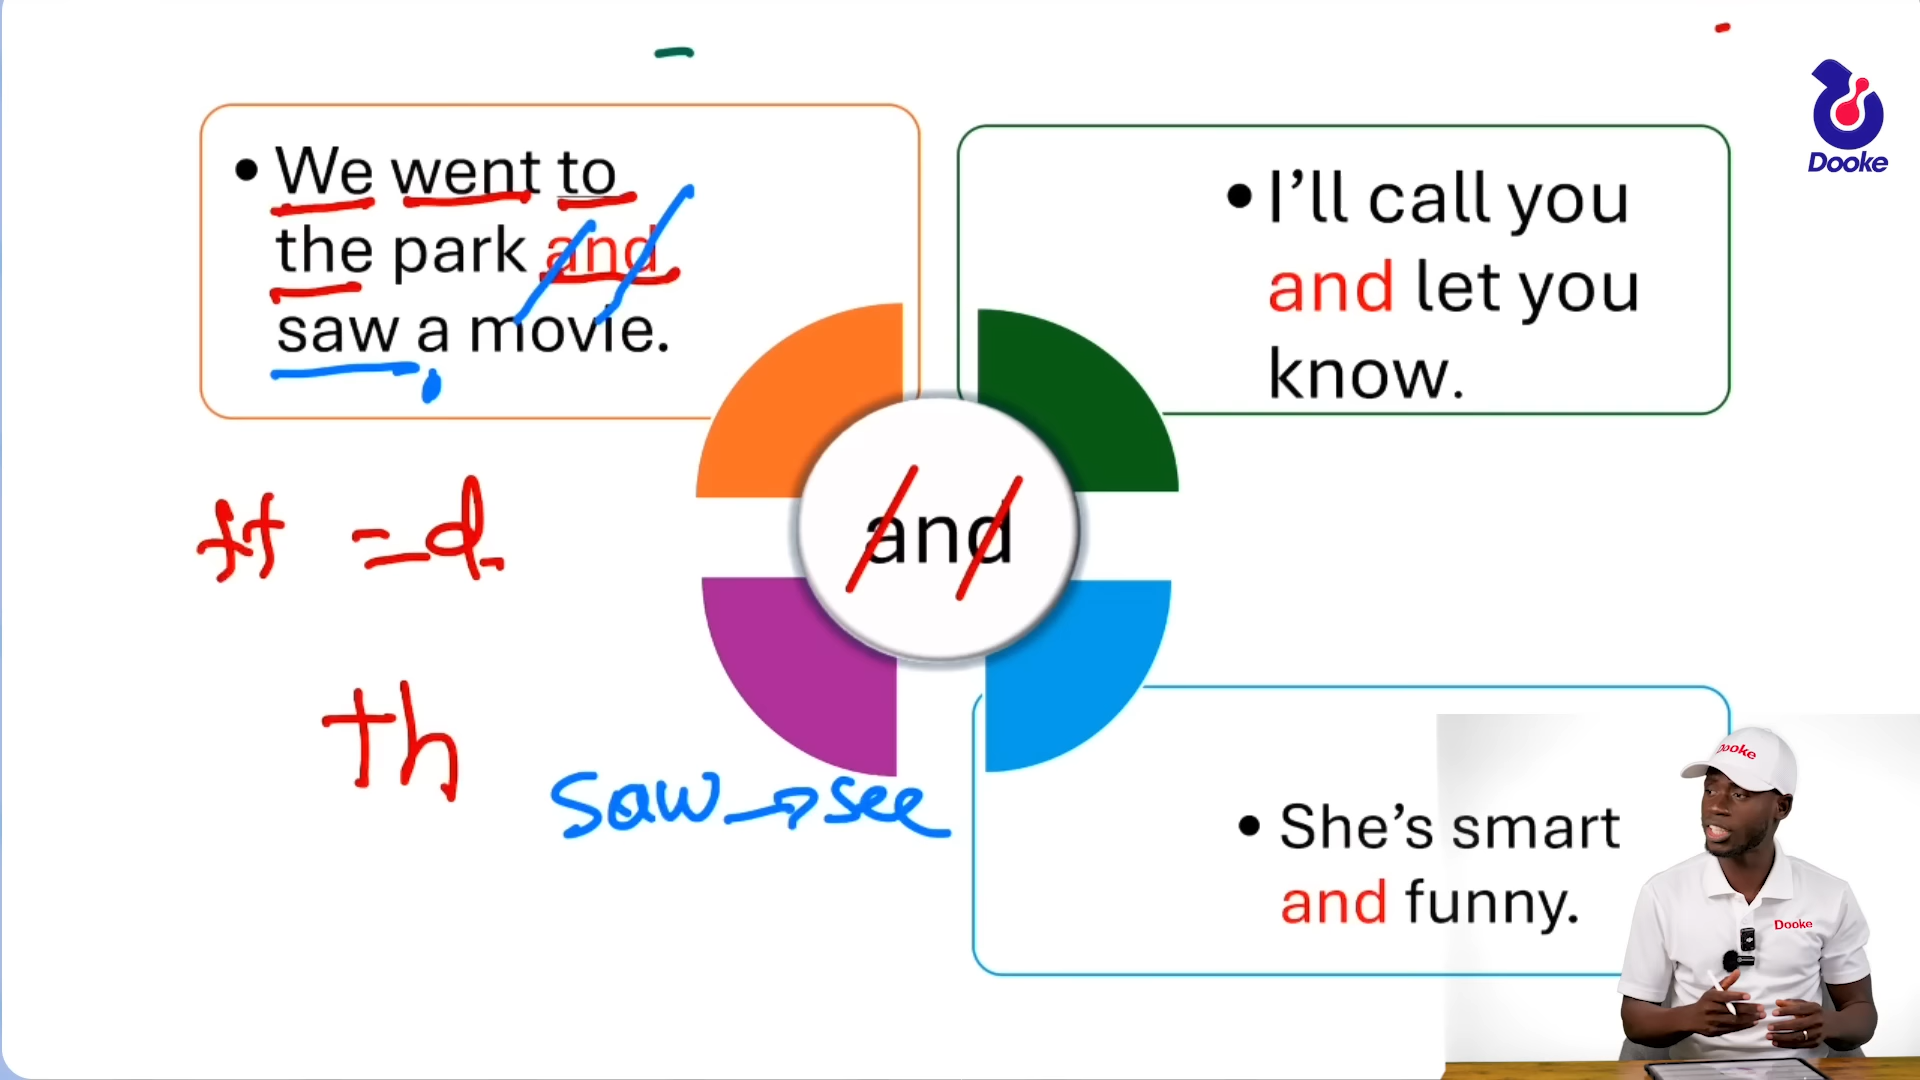 Dooke
• We went to
the park and
saw a movie.
• I'll call you
and let you
know.
and
= d
th
saw → see
• She's smart
and funny.
Dooke
Dooke